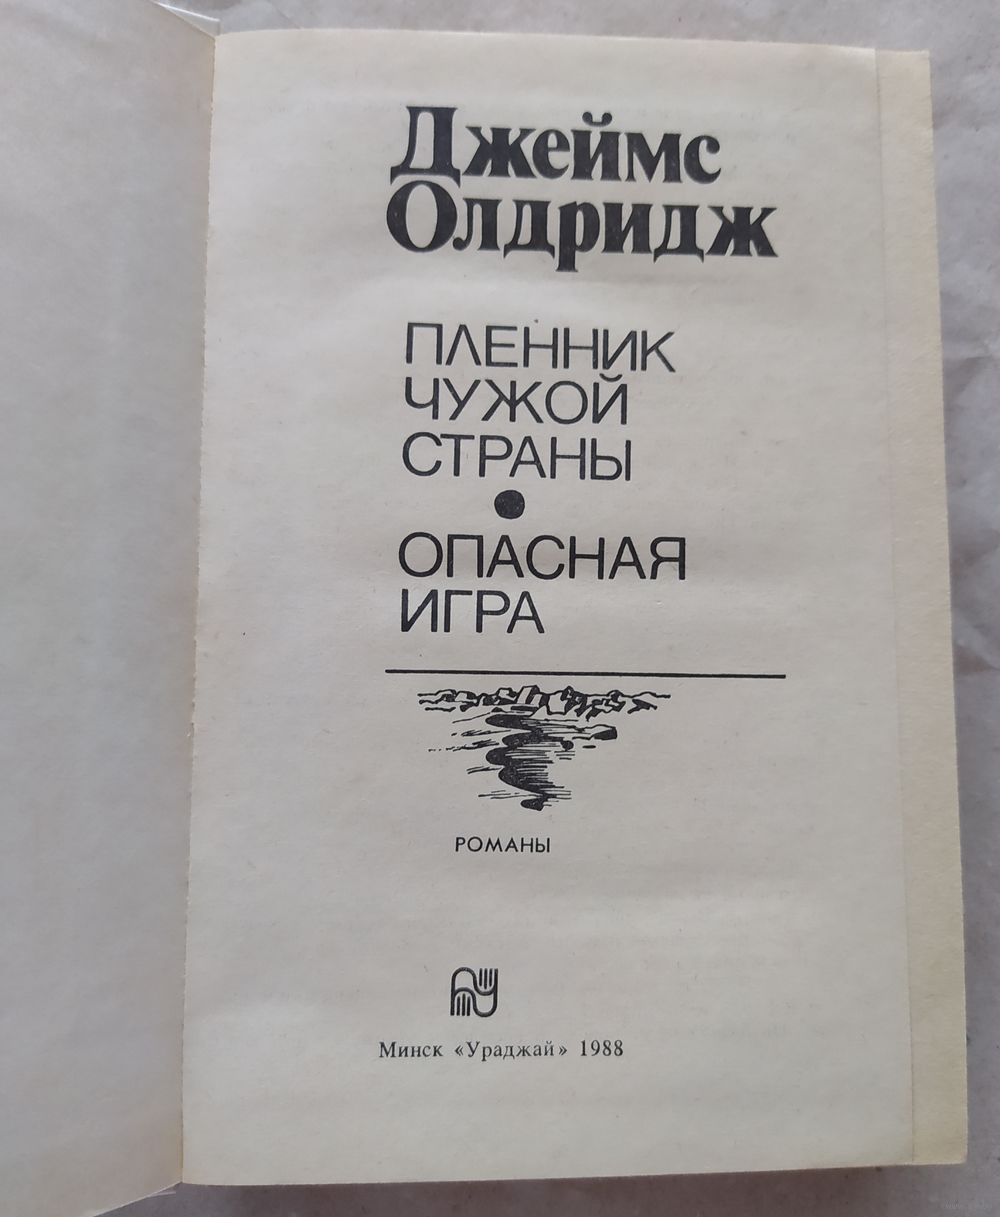 Джеймс
Олдридж
ПЛЕННИК
ЧУЖОЙ
СТРАНЫ
●
ОПАСНАЯ
ИГРА
РОМАНЫ
Минск «Ураджай» 1988